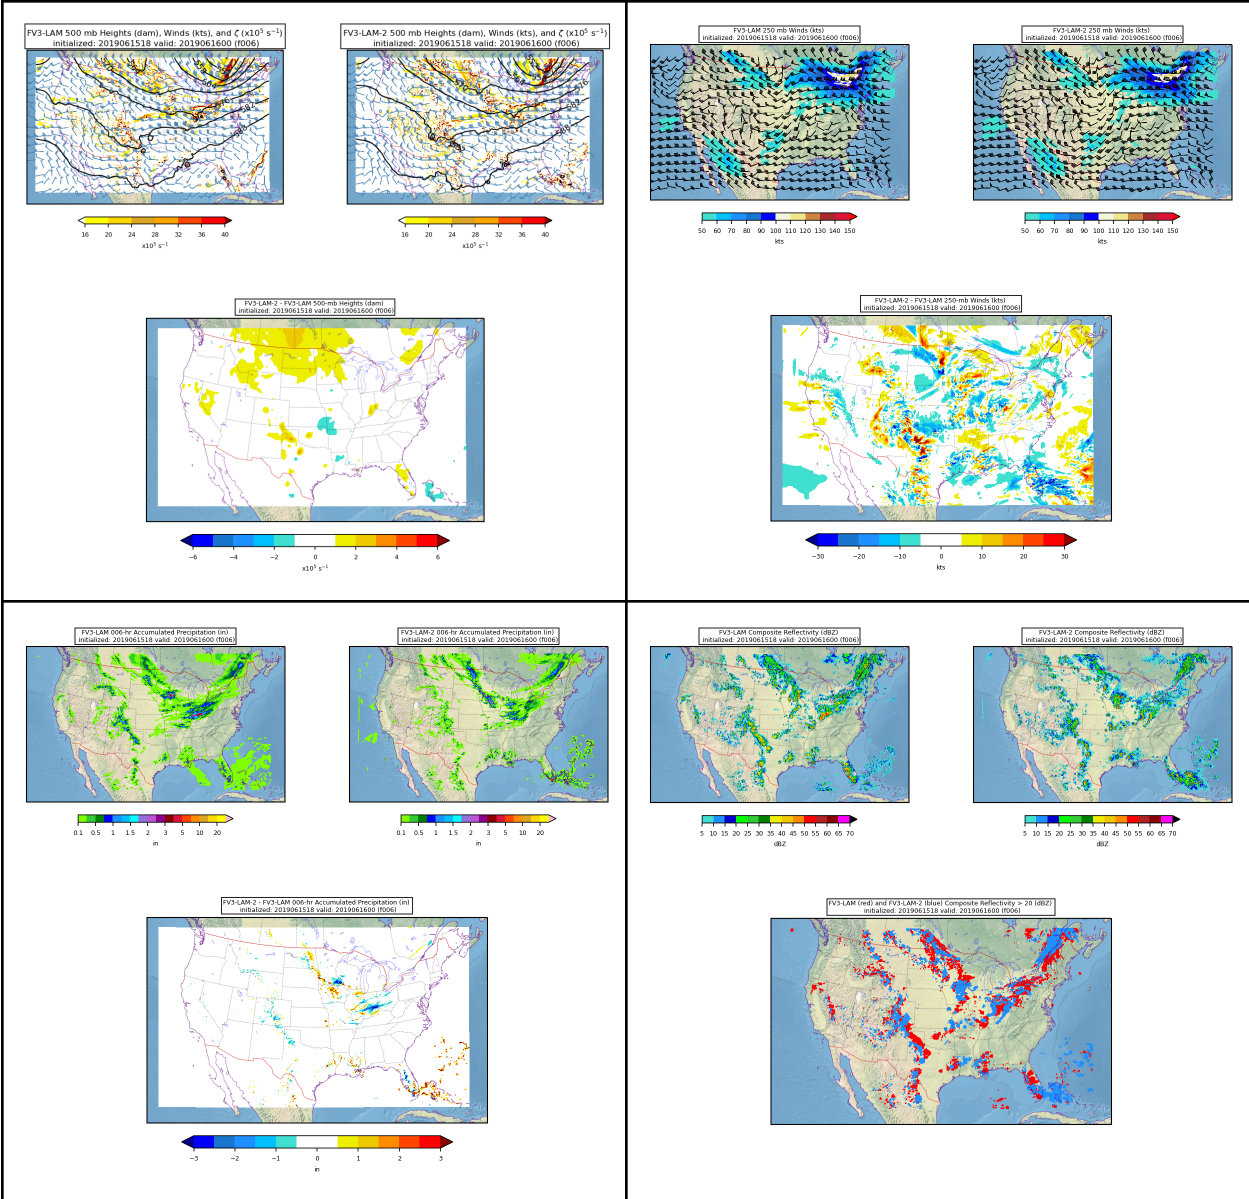 FV3-LAM 500 mb Heights (dam), Winds (kts), and ζ (x10⁵ s⁻¹)
initialized: 2019061518 valid: 2019061600 (f006)
FV3-LAM-2 500 mb Heights (dam), Winds (kts), and ζ (x10⁵ s⁻¹)
initialized: 2019061518 valid: 2019061600 (f006)
16 20 24 28 32 36 40
x10⁵ s⁻¹
16 20 24 28 32 36 40
x10⁵ s⁻¹
FV3-LAM-2 - FV3-LAM 500-mb Heights (dam)
initialized: 2019061518 valid: 2019061600 (f006)
−6 −4 −2 0 2 4 6
x10⁵ s⁻¹
FV3-LAM 250 mb Winds (kts)
initialized: 2019061518 valid: 2019061600 (f006)
FV3-LAM-2 250 mb Winds (kts)
initialized: 2019061518 valid: 2019061600 (f006)
50 60 70 80 90 100 110 120 130 140 150
kts
50 60 70 80 90 100 110 120 130 140 150
kts
FV3-LAM-2 - FV3-LAM 250-mb Winds (kts)
initialized: 2019061518 valid: 2019061600 (f006)
−30 −20 −10 0 10 20 30
kts
FV3-LAM 006-hr Accumulated Precipitation (in)
initialized: 2019061518 valid: 2019061600 (f006)
FV3-LAM-2 006-hr Accumulated Precipitation (in)
initialized: 2019061518 valid: 2019061600 (f006)
0.1 0.5 1 1.5 2 3 5 10 20
in
0.1 0.5 1 1.5 2 3 5 10 20
in
FV3-LAM-2 - FV3-LAM 006-hr Accumulated Precipitation (in)
initialized: 2019061518 valid: 2019061600 (f006)
−3 −2 −1 0 1 2 3
in
FV3-LAM Composite Reflectivity (dBZ)
initialized: 2019061518 valid: 2019061600 (f006)
FV3-LAM-2 Composite Reflectivity (dBZ)
initialized: 2019061518 valid: 2019061600 (f006)
5 10 15 20 25 30 35 40 45 50 55 60 65 70
dBZ
5 10 15 20 25 30 35 40 45 50 55 60 65 70
dBZ
FV3-LAM (red) and FV3-LAM-2 (blue) Composite Reflectivity > 20 (dBZ)
initialized: 2019061518 valid: 2019061600 (f006)